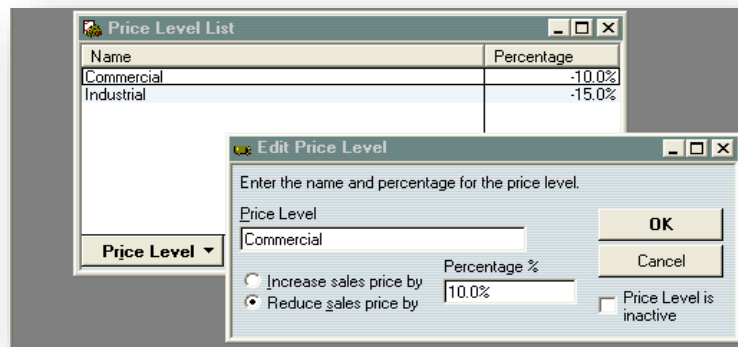 Price Level List
Name Percentage
Commercial -10.0%
Industrial -15.0%
Price Level
Edit Price Level
Enter the name and percentage for the price level.
Price Level
Commercial
Percentage %
Increase sales price by
Reduce sales price by
10.0%
OK
Cancel
Price Level is
inactive